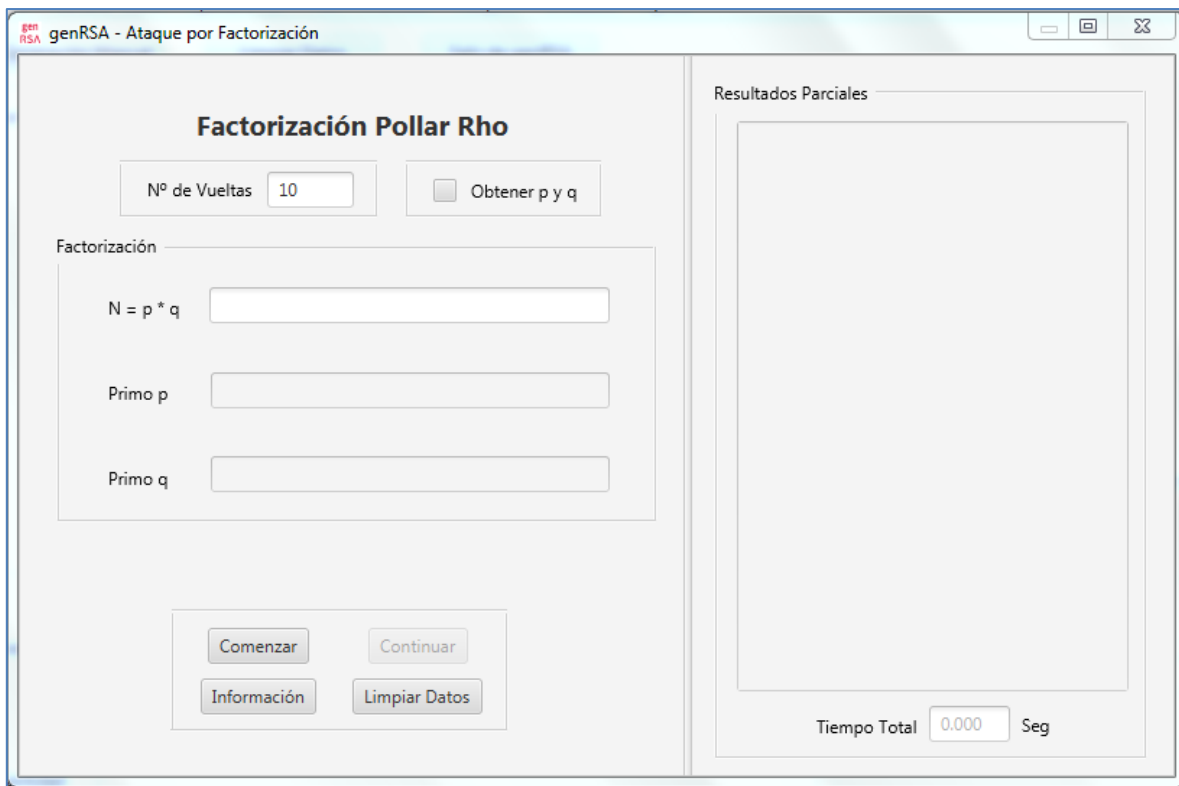 gen
RSA
genRSA - Ataque por Factorización
Factorización Pollar Rho
Nº de Vueltas 10
Obtener p y q
Factorización
N = p * q
Primo p
Primo q
Comenzar
Continuar
Información
Limpiar Datos
Resultados Parciales
Tiempo Total 0.000 Seg